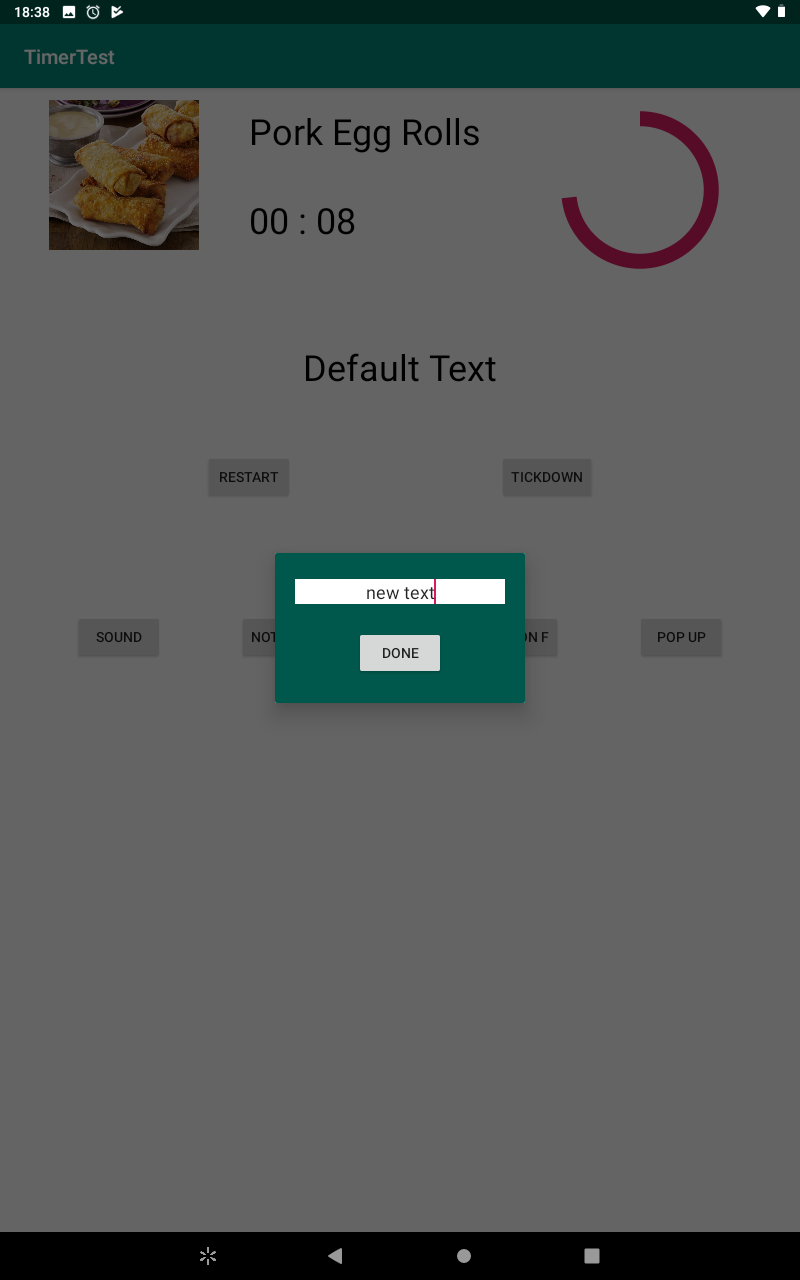 18:38
TimerTest
Pork Egg Rolls
00 : 08
Default Text
RESTART
TICKDOWN
new text
SOUND
NOT
ON F
POP UP
DONE